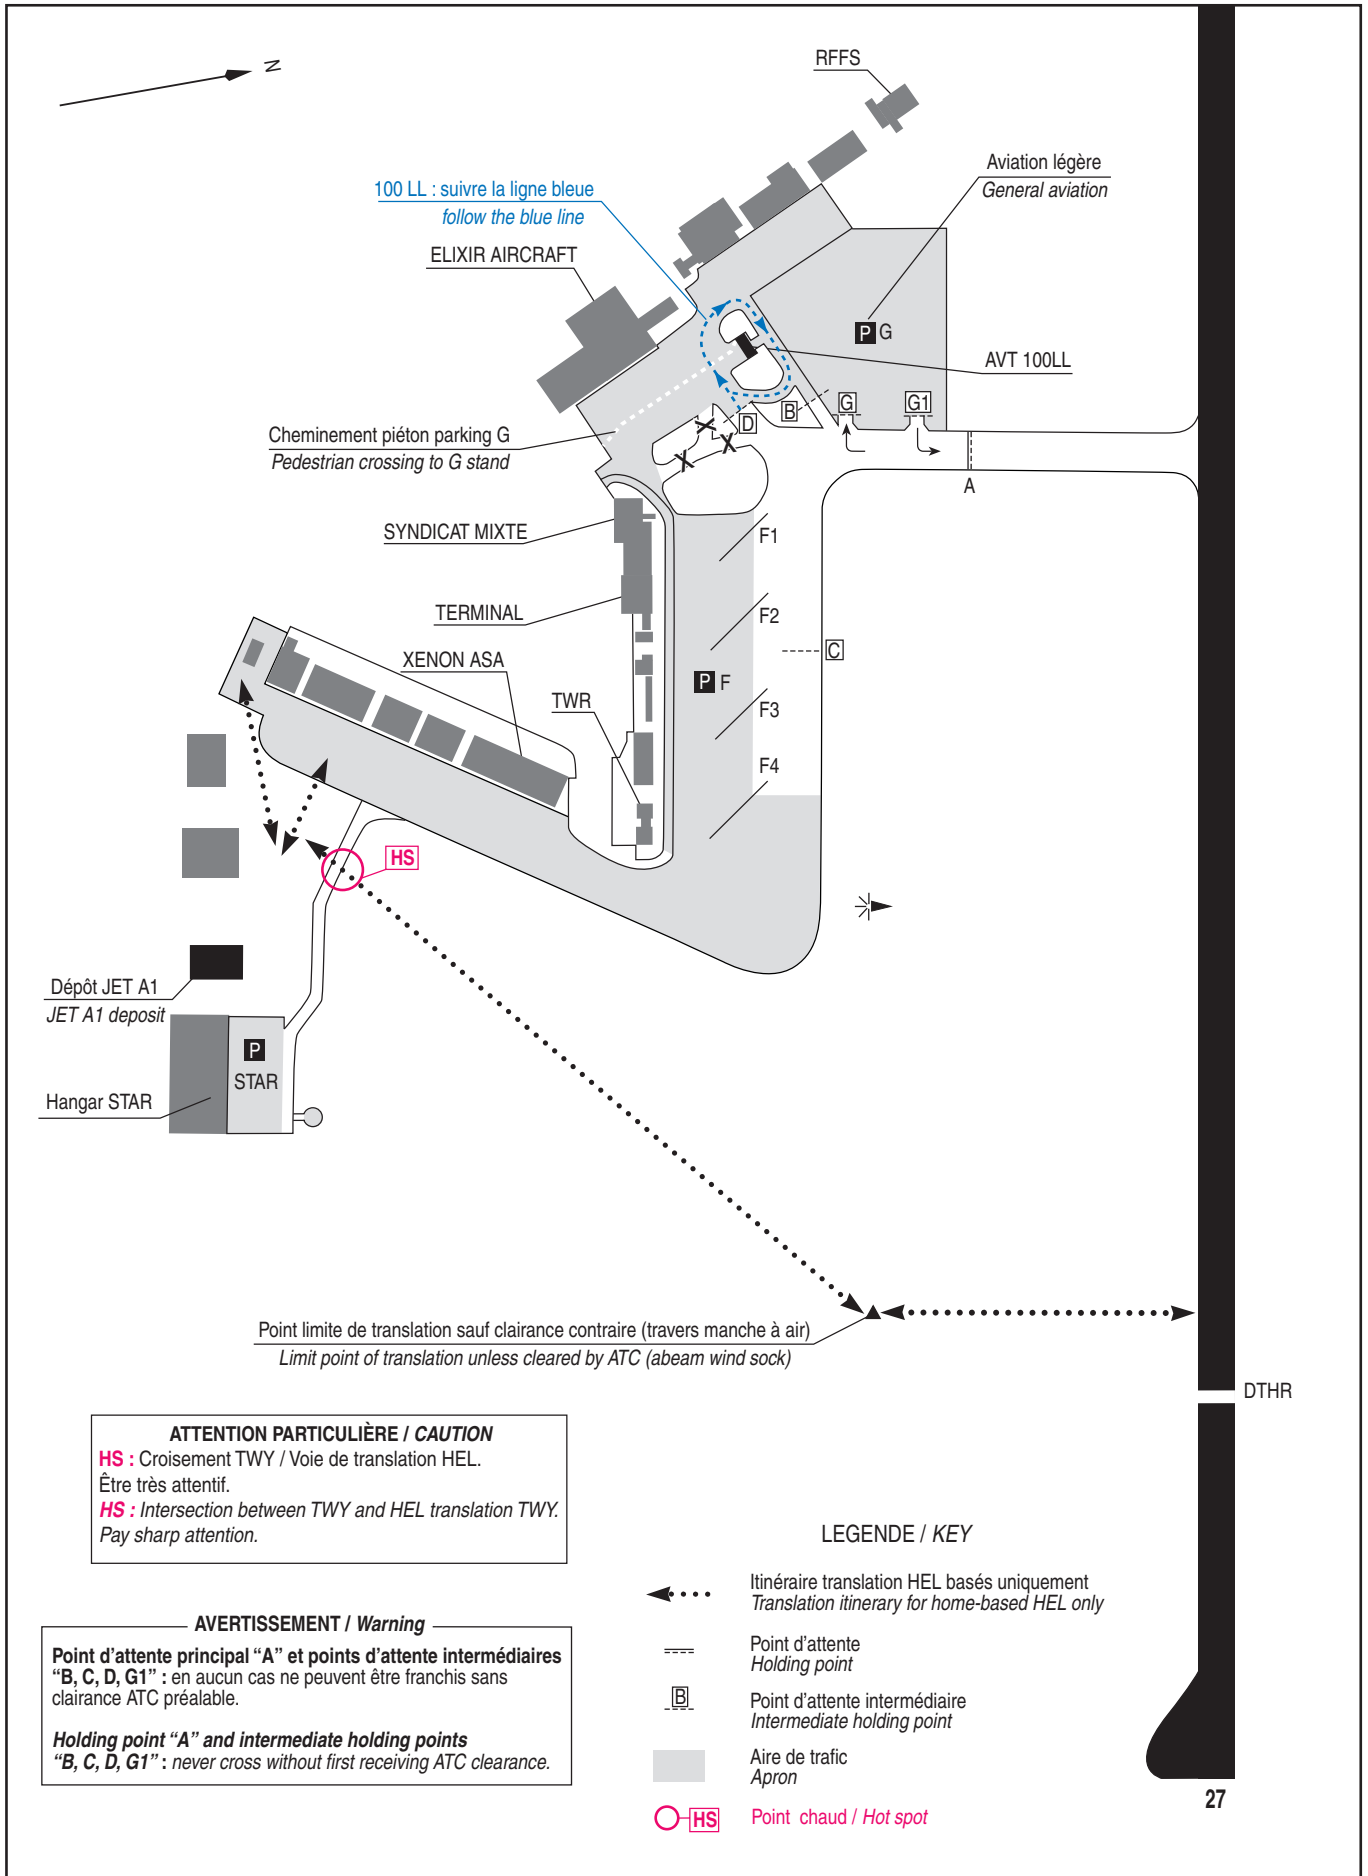 N
RFFS
Aviation légère
General aviation
100 LL : suivre la ligne bleue
follow the blue line
ELIXIR AIRCRAFT
P G
AVT 100LL
G
G1
B
D
Cheminement piéton parking G
Pedestrian crossing to G stand
X
X
X
A
SYNDICAT MIXTE
F1
TERMINAL
F2
XENON ASA
C
P F
TWR
F3
F4
HS
Dépôt JET A1
JET A1 deposit
P
STAR
Hangar STAR
Point limite de translation sauf clairance contraire (travers manche à air)
Limit point of translation unless cleared by ATC (abeam wind sock)
DTHR
ATTENTION PARTICULIÈRE / CAUTION
HS : Croisement TWY / Voie de translation HEL.
Être très attentif.
HS : Intersection between TWY and HEL translation TWY.
Pay sharp attention.
AVERTISSEMENT / Warning
Point d'attente principal “A” et points d'attente intermédiaires
“B, C, D, G1” : en aucun cas ne peuvent être franchis sans
clairance ATC préalable.
Holding point “A” and intermediate holding points
“B, C, D, G1” : never cross without first receiving ATC clearance.
LEGENDE / KEY
Itinéraire translation HEL basés uniquement
Translation itinerary for home-based HEL only
Point d'attente
Holding point
B
Point d'attente intermédiaire
Intermediate holding point
Aire de trafic
Apron
HS
Point chaud / Hot spot
27